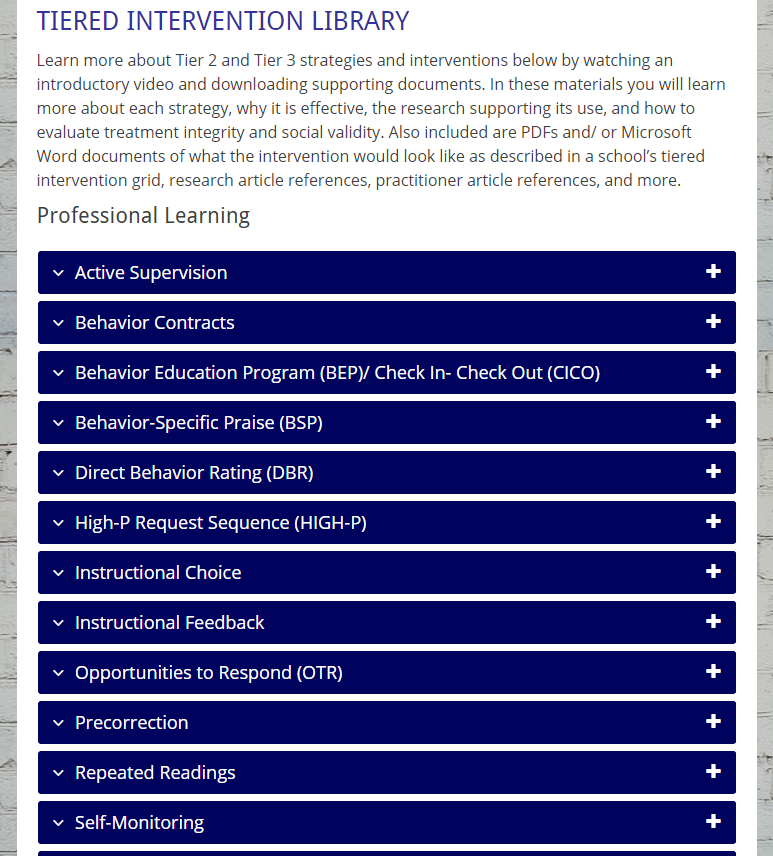 TIERED INTERVENTION LIBRARY
Learn more about Tier 2 and Tier 3 strategies and interventions below by watching an
introductory video and downloading supporting documents. In these materials you will learn
more about each strategy, why it is effective, the research supporting its use, and how to
evaluate treatment integrity and social validity. Also included are PDFs and/ or Microsoft
Word documents of what the intervention would look like as described in a school’s tiered
intervention grid, research article references, practitioner article references, and more.
Professional Learning
Active Supervision
Behavior Contracts
Behavior Education Program (BEP)/ Check In- Check Out (CICO)
Behavior-Specific Praise (BSP)
Direct Behavior Rating (DBR)
High-P Request Sequence (HIGH-P)
Instructional Choice
Instructional Feedback
Opportunities to Respond (OTR)
Precorrection
Repeated Readings
Self-Monitoring